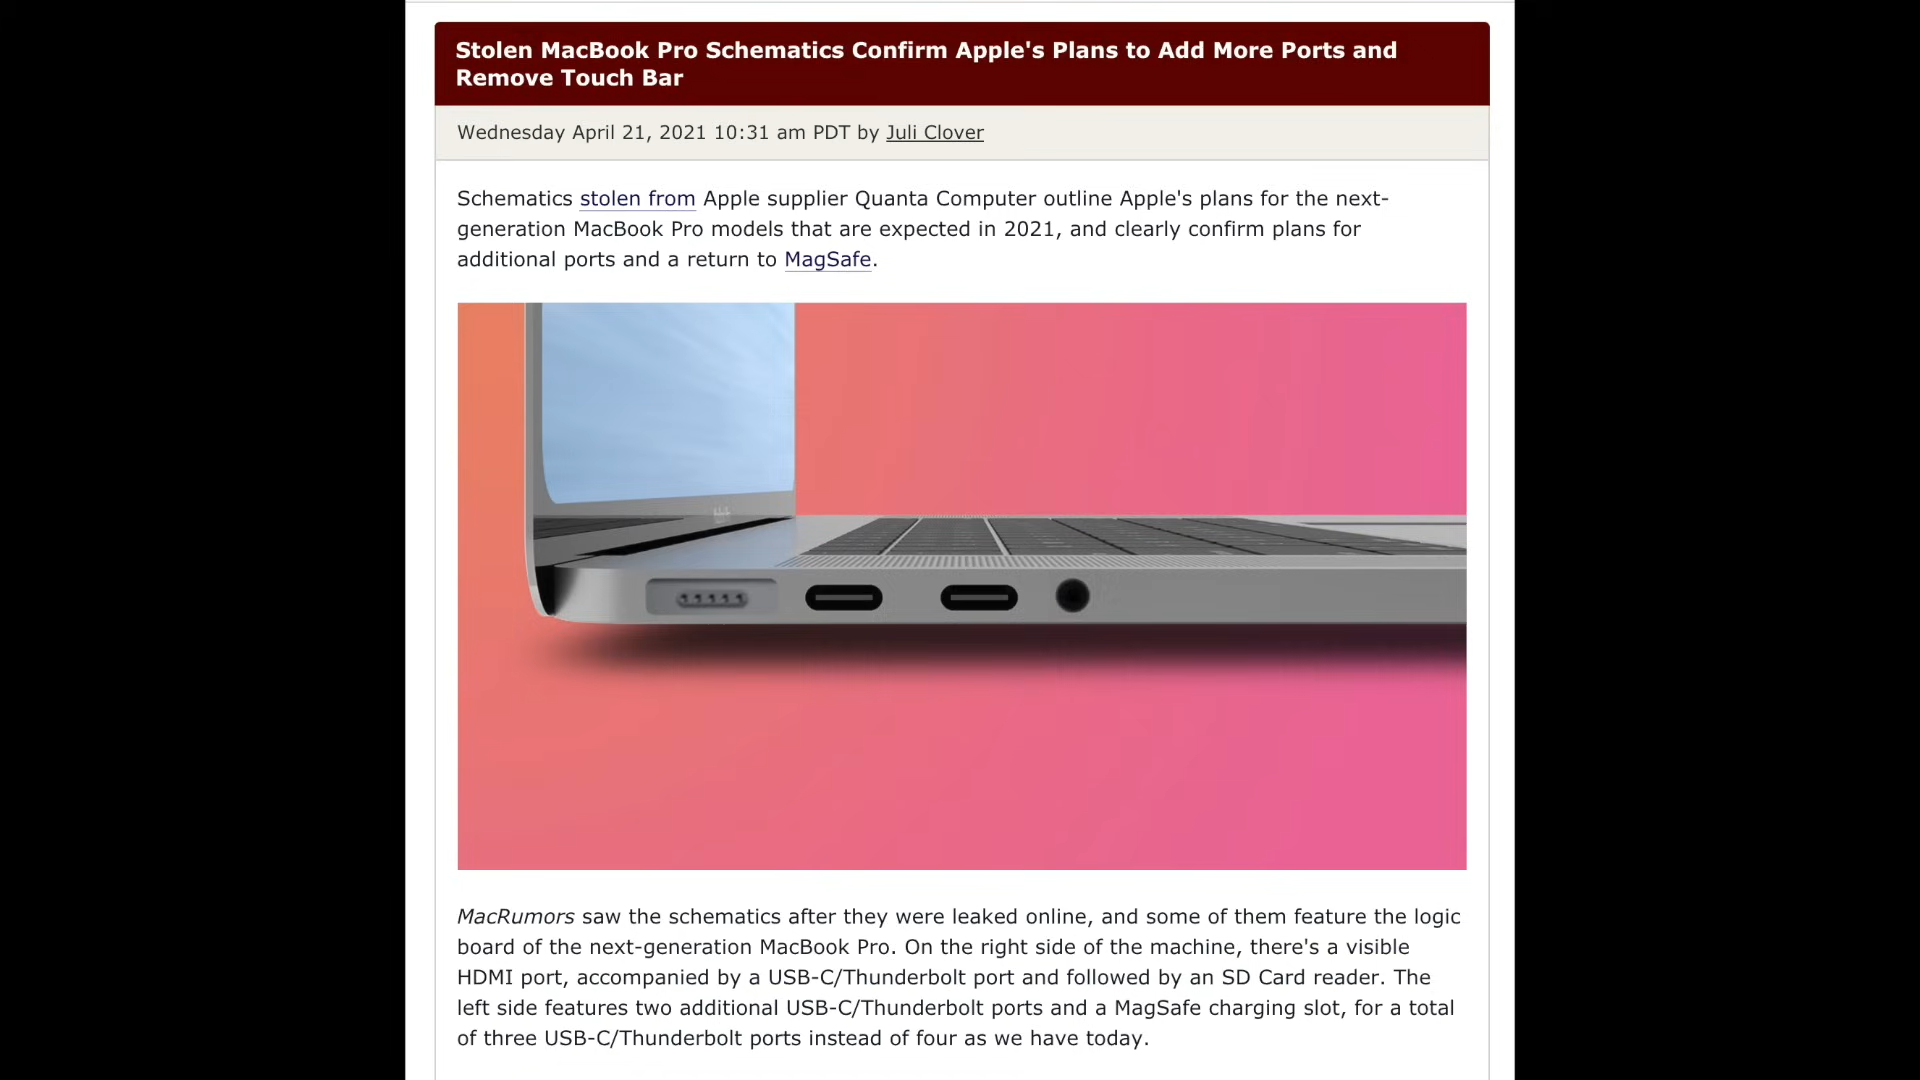 Stolen MacBook Pro Schematics Confirm Apple's Plans to Add More Ports and
Remove Touch Bar
Wednesday April 21, 2021 10:31 am PDT by Juli Clover
Schematics stolen from Apple supplier Quanta Computer outline Apple's plans for the next-
generation MacBook Pro models that are expected in 2021, and clearly confirm plans for
additional ports and a return to MagSafe.
MacRumors saw the schematics after they were leaked online, and some of them feature the logic
board of the next-generation MacBook Pro. On the right side of the machine, there's a visible
HDMI port, accompanied by a USB-C/Thunderbolt port and followed by an SD Card reader. The
left side features two additional USB-C/Thunderbolt ports and a MagSafe charging slot, for a total
of three USB-C/Thunderbolt ports instead of four as we have today.